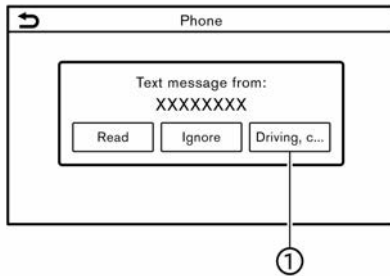 Phone
Text message from:
XXXXXXXX
Read Ignore Driving, c...
1